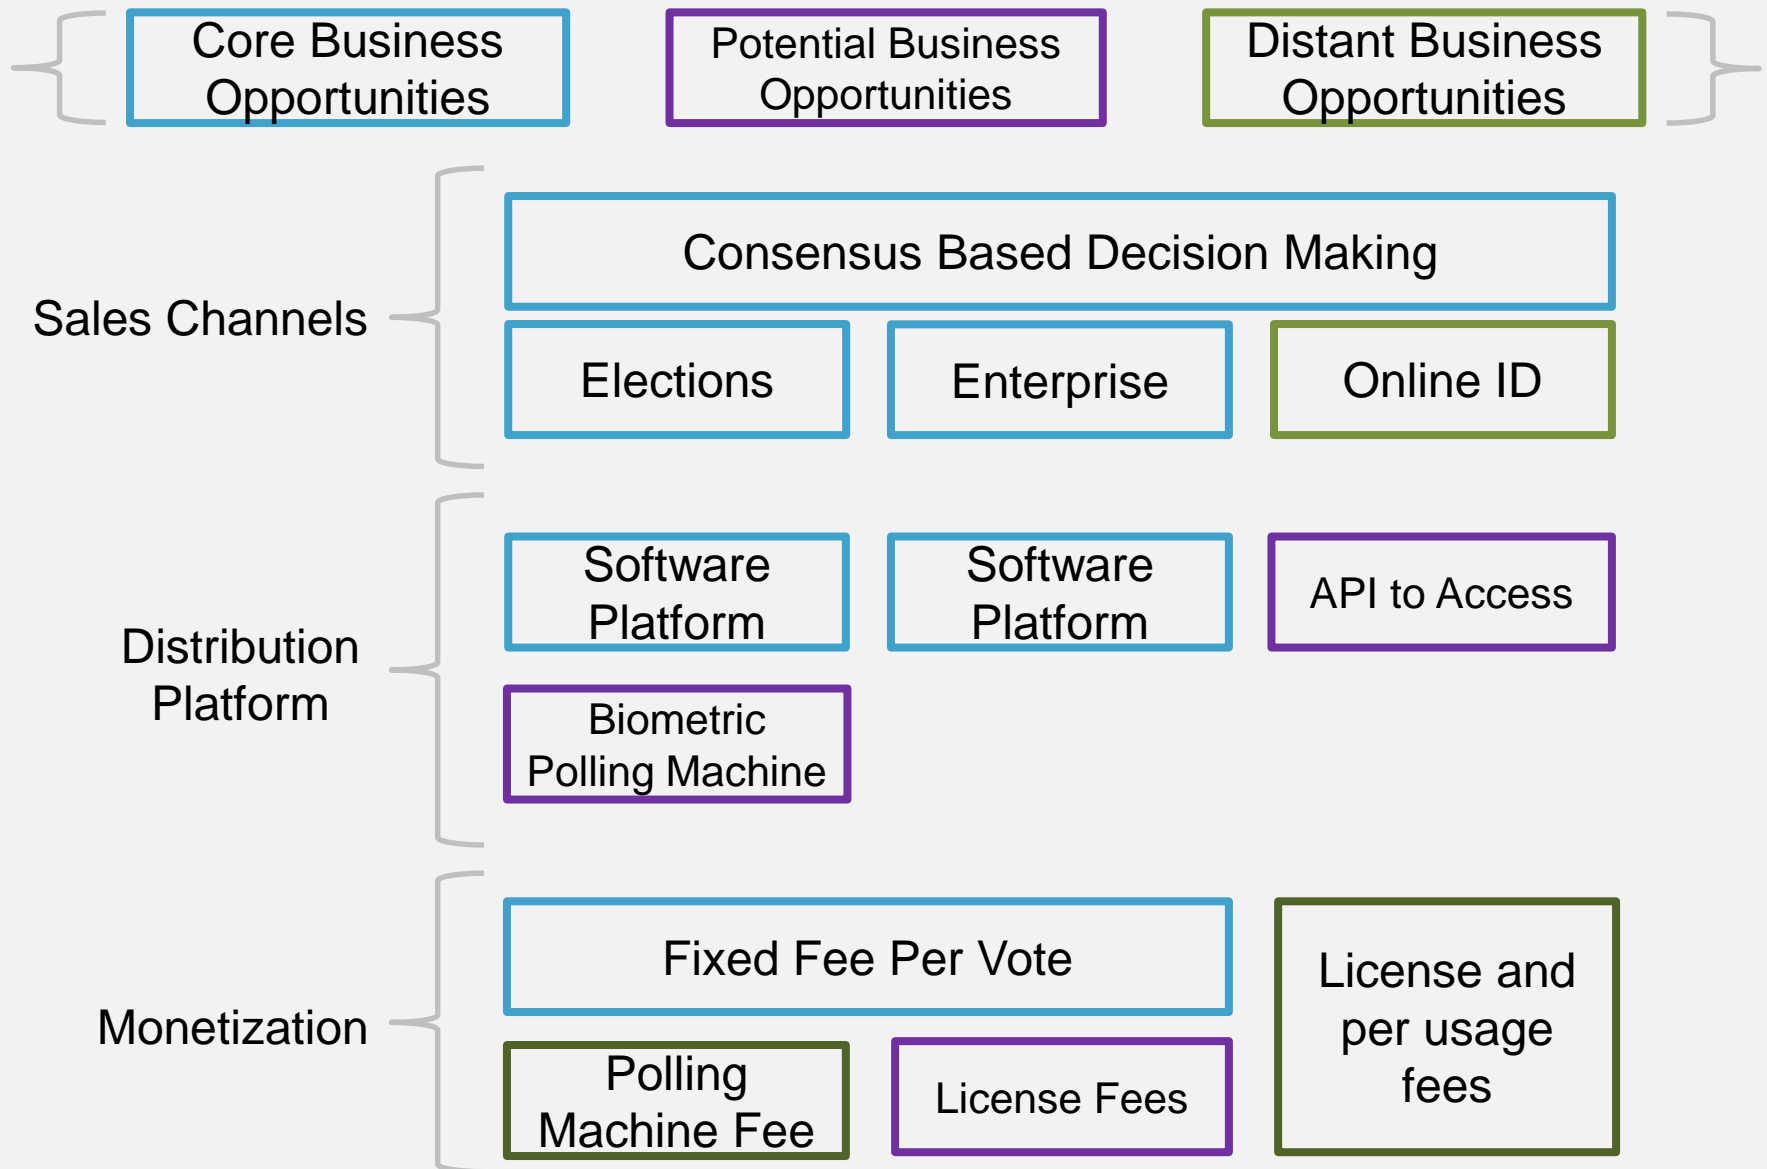 Core Business
Opportunities
Potential Business
Opportunities
Distant Business
Opportunities
Sales Channels
Consensus Based Decision Making
Elections
Enterprise
Online ID
Distribution
Platform
Software
Platform
Software
Platform
API to Access
Biometric
Polling Machine
Monetization
Fixed Fee Per Vote
License and
per usage
fees
Polling
Machine Fee
License Fees